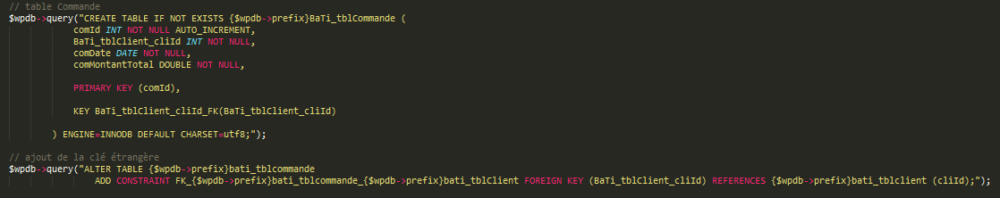 // table Commande
$wpdb->query("CREATE TABLE IF NOT EXISTS {$wpdb->prefix}BaTi_tblCommande (
comId INT NOT NULL AUTO_INCREMENT,
BaTi_tblClient_cliId INT NOT NULL,
comDate DATE NOT NULL,
comMontantTotal DOUBLE NOT NULL,
PRIMARY KEY (comId),
KEY BaTi_tblClient_cliId_FK(BaTi_tblClient_cliId)
) ENGINE=INNODB DEFAULT CHARSET=utf8;");
// ajout de la clé étrangère
$wpdb->query("ALTER TABLE {$wpdb->prefix}bati_tblcommande
ADD CONSTRAINT FK_{$wpdb->prefix}bati_tblcommande_{$wpdb->prefix}bati_tblClient FOREIGN KEY (BaTi_tblClient_cliId) REFERENCES {$wpdb->prefix}bati_tblclient (cliId);");